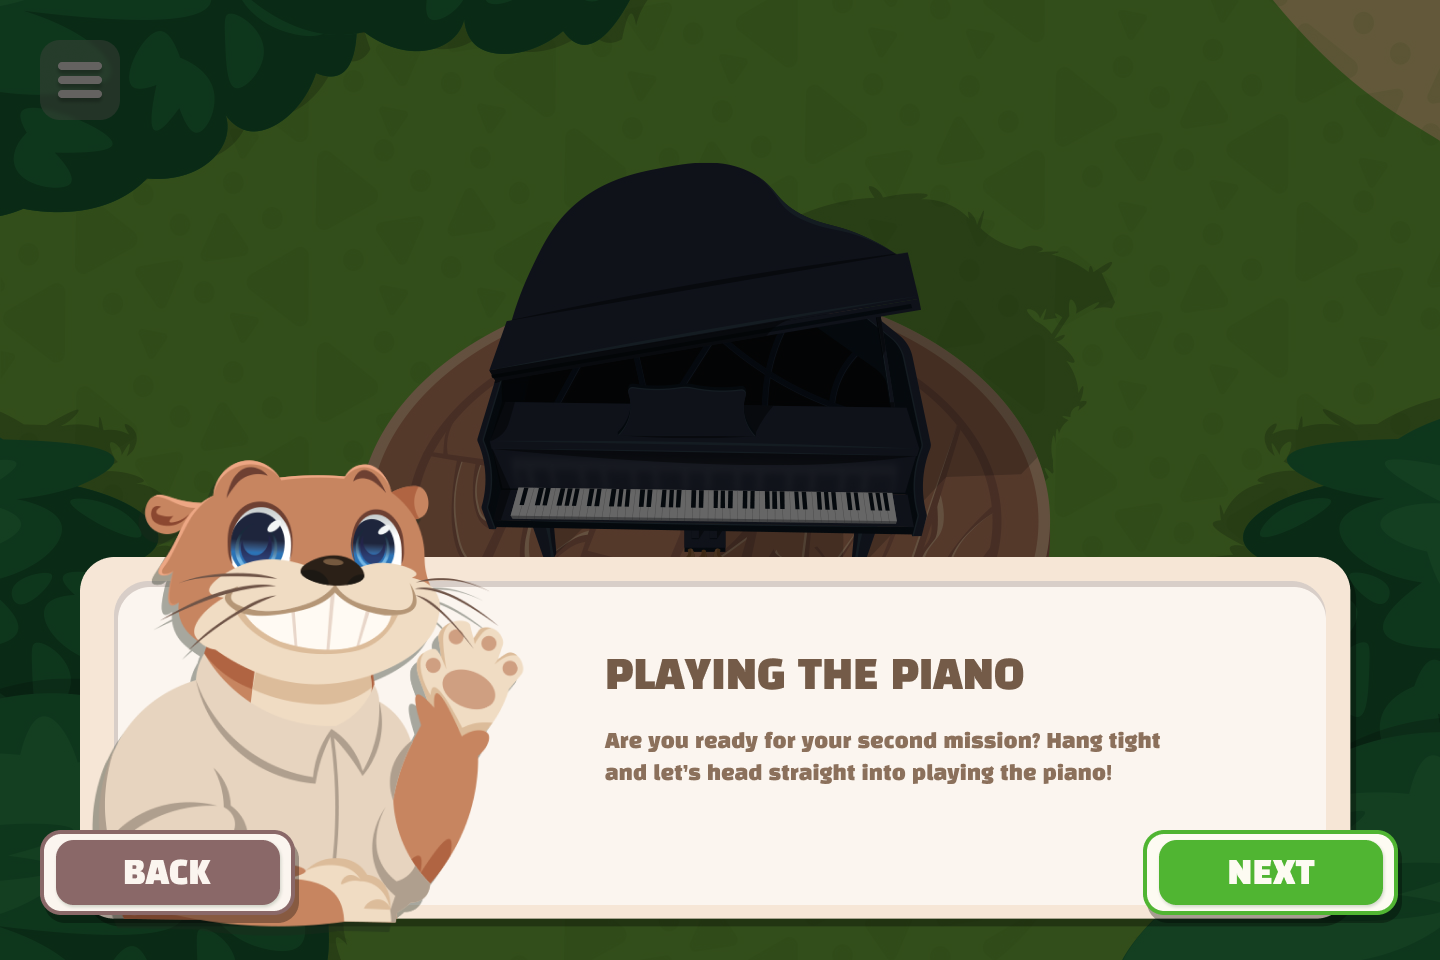 PLAYING THE PIANO
Are you ready for your second mission? Hang tight
and let's head straight into playing the piano!
BACK
NEXT